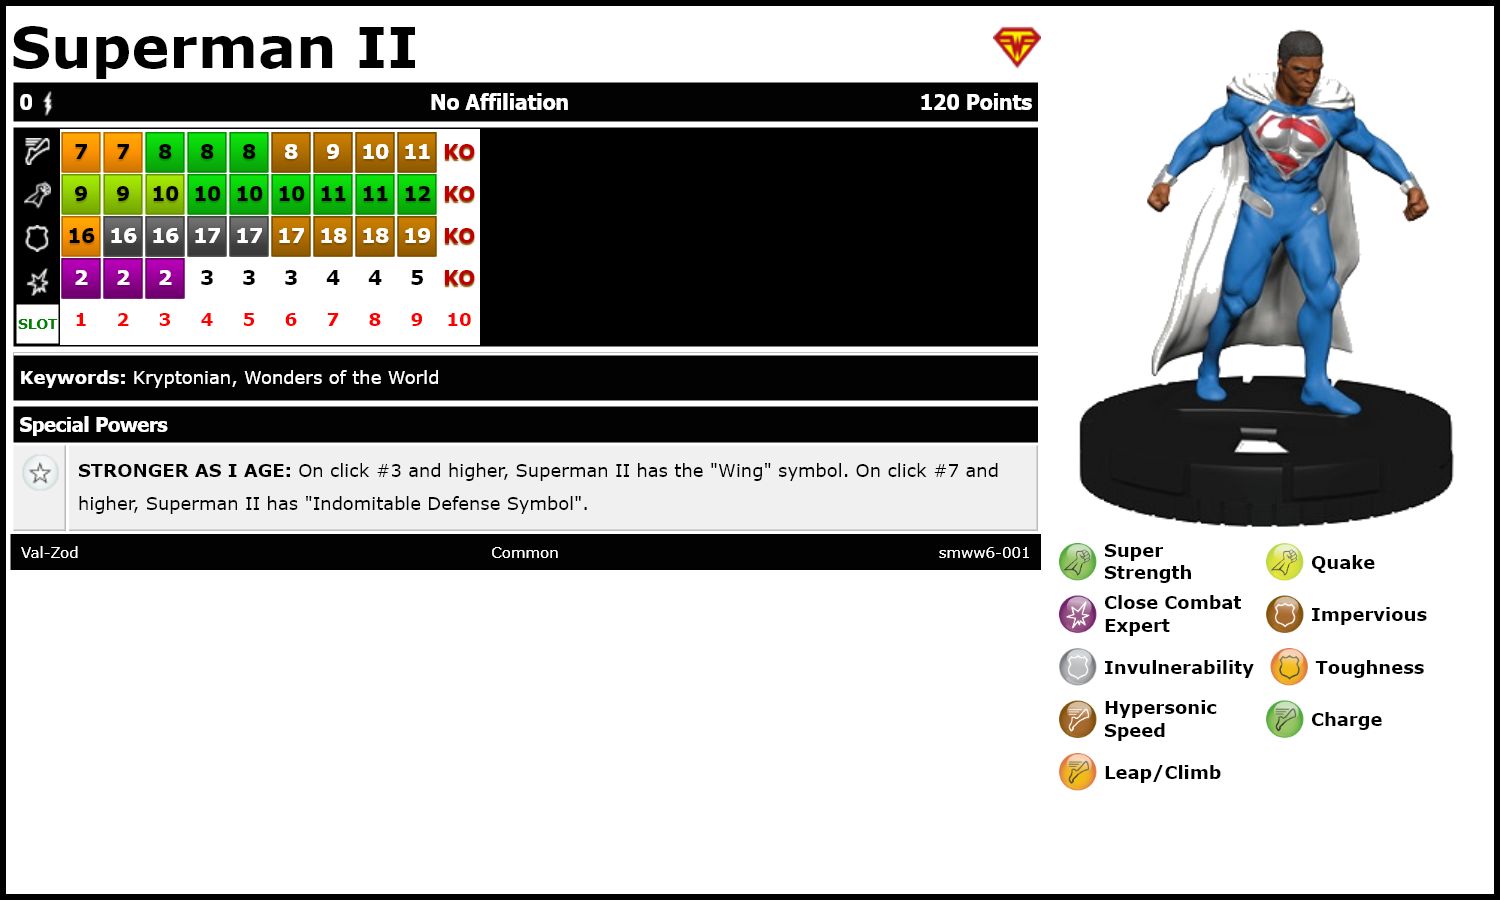 Superman II
0 No Affiliation 120 Points
7 7 8 8 8 8 9 10 11 KO
9 9 10 10 10 10 11 11 12 KO
16 16 16 17 17 17 18 18 19 KO
2 2 2 3 3 3 4 4 5 KO
SLOT 1 2 3 4 5 6 7 8 9 10
Keywords: Kryptonian, Wonders of the World
Special Powers
STRONGER AS I AGE: On click #3 and higher, Superman II has the "Wing" symbol. On click #7 and
higher, Superman II has "Indomitable Defense Symbol".
Val-Zod Common smww6-001
Super
Strength
Quake
Close Combat
Expert
Impervious
Invulnerability
Toughness
Hypersonic
Speed
Charge
Leap/Climb